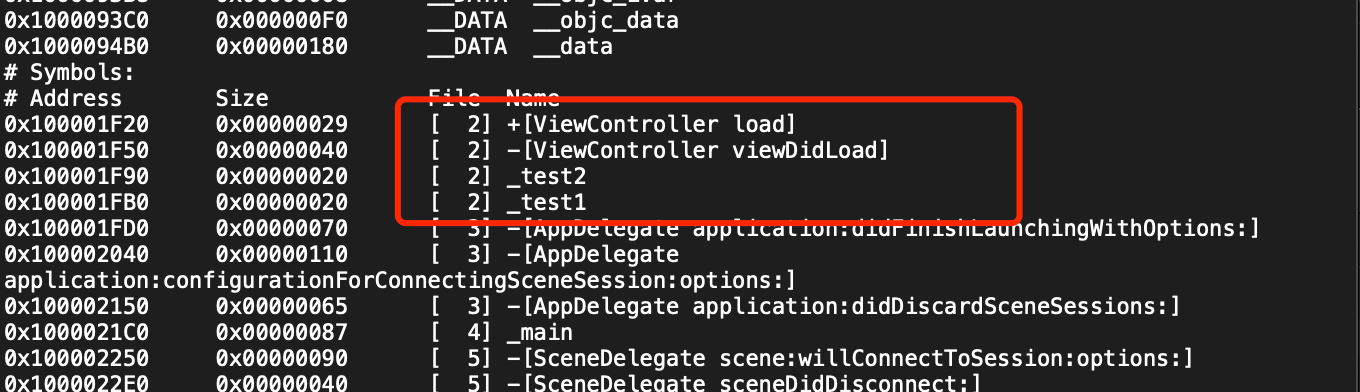 0x1000093C0 0x000000F0 __DATA __objc_data
0x1000094B0 0x00000180 __DATA __data
# Symbols:
# Address Size File Name
0x100001F20 0x00000029 [ 2] +[ViewController load]
0x100001F50 0x00000040 [ 2] -[ViewController viewDidLoad]
0x100001F90 0x00000020 [ 2] _test2
0x100001FB0 0x00000020 [ 2] _test1
0x100001FD0 0x00000070 [ 3] -[AppDelegate application:didFinishLaunchingWithOptions:]
0x100002040 0x00000110 [ 3] -[AppDelegate
application:configurationForConnectingSceneSession:options:]
0x100002150 0x00000065 [ 3] -[AppDelegate application:didDiscardSceneSessions:]
0x1000021C0 0x00000087 [ 4] _main
0x100002250 0x00000090 [ 5] -[SceneDelegate scene:willConnectToSession:options:]
0x1000022E0 0x00000040 [ 5] -[SceneDelegate sceneDidDisconnect:]